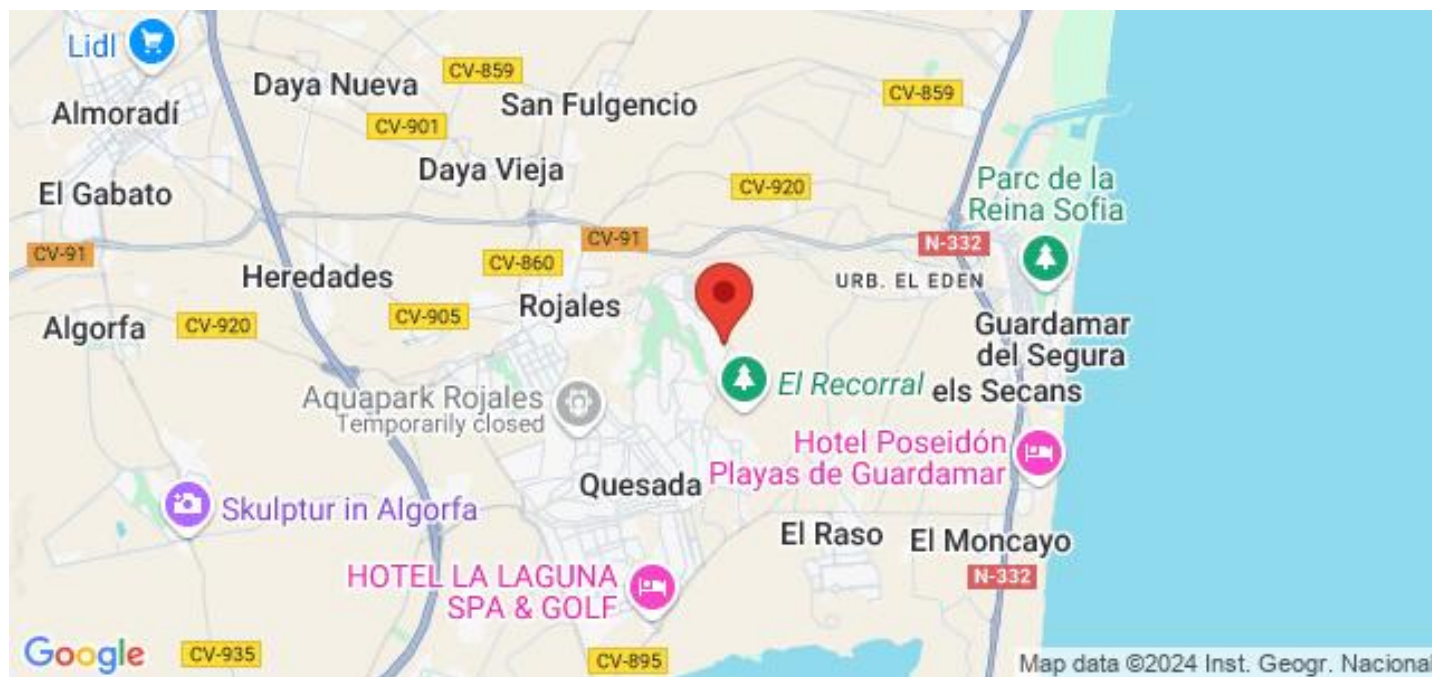 Lidl
Almoradí
Daya Nueva
CV-859
San Fulgencio
CV-859
CV-901
Daya Vieja
CV-920
El Gabato
Parc de la
Reina Sofia
CV-91
CV-91
N-332
Heredades
CV-860
URB. EL EDEN
Algorfa
CV-920
CV-905
Rojales
Guardamar
del Segura
Aquapark Rojales
Temporarily closed
El Recorral
els Secans
Hotel Poseidón
Playas de Guardamar
Quesada
Skulptur in Algorfa
El Raso
El Moncayo
HOTEL LA LAGUNA
SPA & GOLF
N-332
Google
CV-935
CV-895
Map data ©2024 Inst. Geogr. Nacional